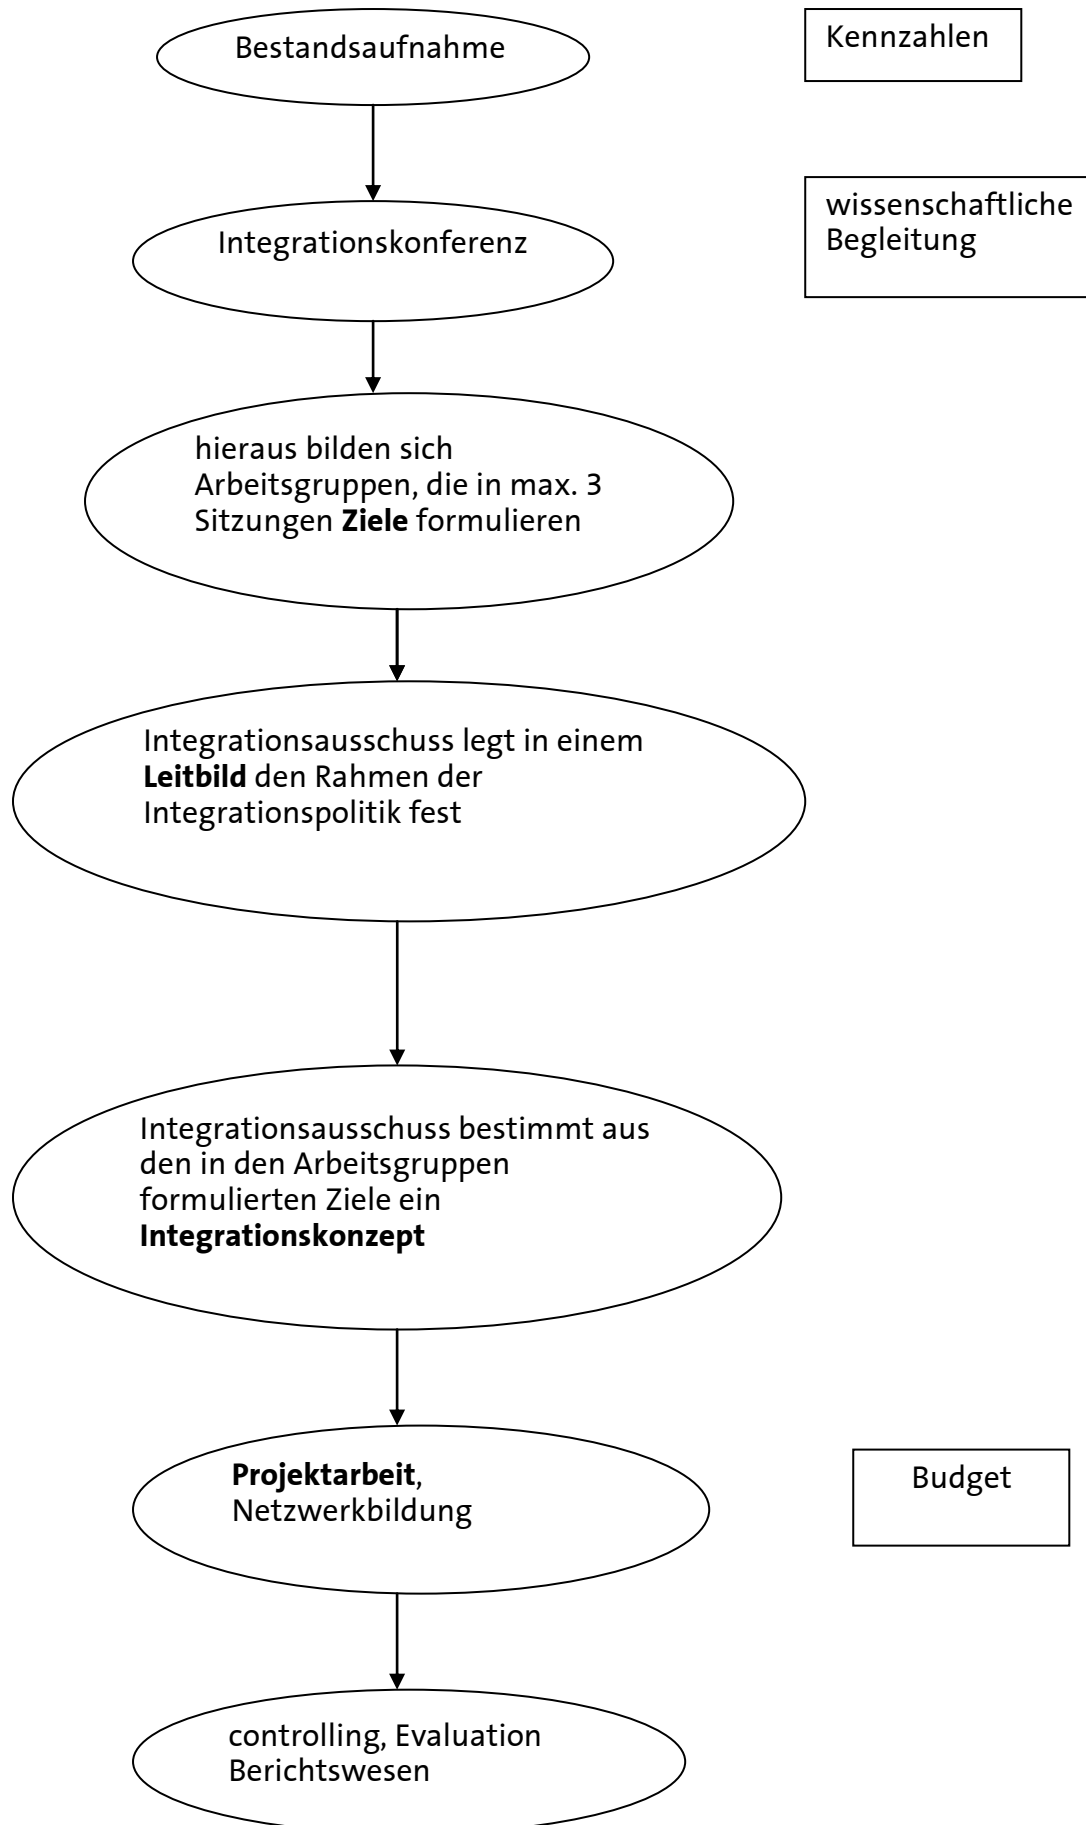 Bestandsaufnahme
Kennzahlen
Integrationskonferenz
wissenschaftliche
Begleitung
hieraus bilden sich
Arbeitsgruppen, die in max. 3
Sitzungen Ziele formulieren
Integrationsausschuss legt in einem
Leitbild den Rahmen der
Integrationspolitik fest
Integrationsausschuss bestimmt aus
den in den Arbeitsgruppen
formulierten Ziele ein
Integrationskonzept
Projektarbeit,
Netzwerkbildung
Budget
controlling, Evaluation
Berichtswesen